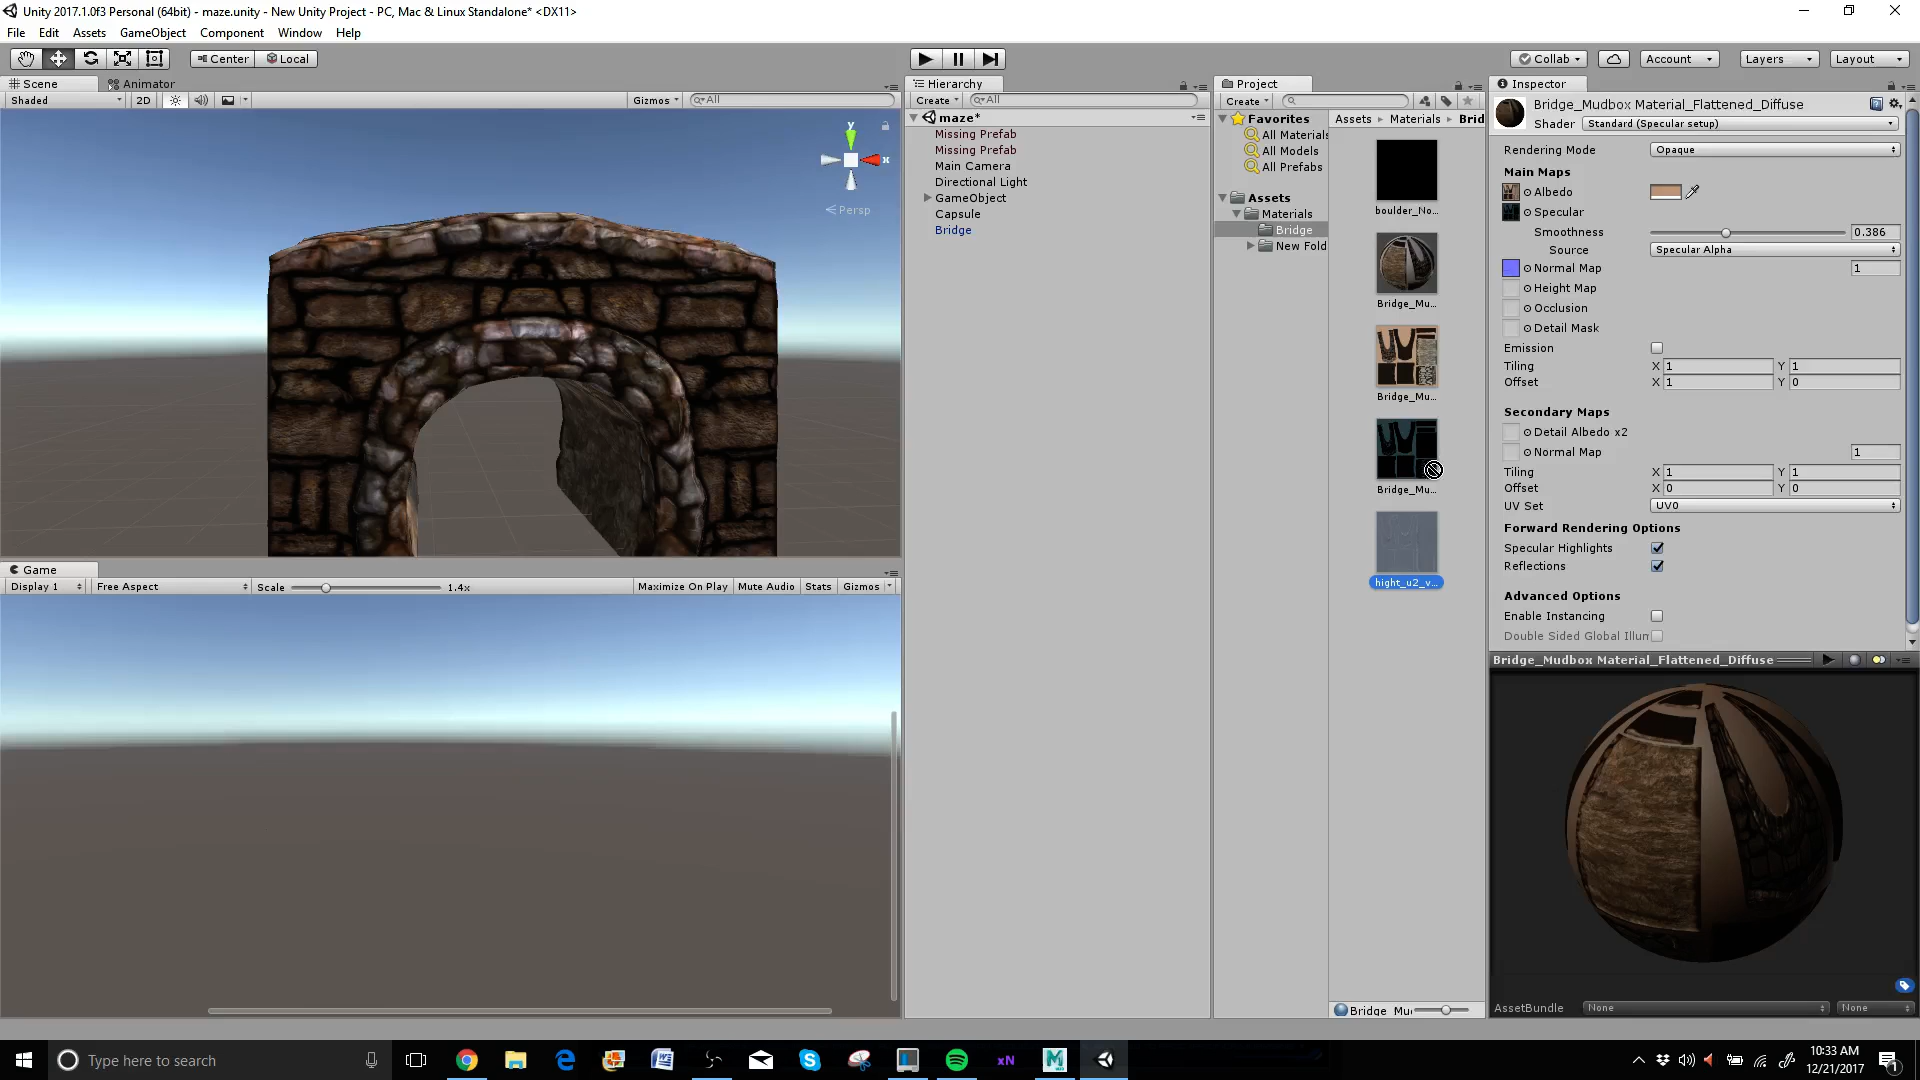 Unity 2017.1.0f3 Personal (64bit) - maze.unity - New Unity Project - PC, Mac & Linux Standalone* <DX11>
File Edit Assets GameObject Component Window Help
Center Local
Collab Account Layers Layout
Scene Animator
Shaded 2D Gizmos All
y
x
Persp
Game
Display 1 Free Aspect Scale 1.4x Maximize On Play Mute Audio Stats Gizmos
Hierarchy
Create All
maze*
Missing Prefab
Missing Prefab
Main Camera
Directional Light
GameObject
Capsule
Bridge
Project
Create
Favorites
All Materials
All Models
All Prefabs
Assets
Materials
Bridge
New Fold
Assets Materials Brid
boulder_No...
Bridge_Mu...
Bridge_Mu...
Bridge_Mu...
hight_u2_v...
Bridge_Mu
Inspector
Bridge_Mudbox Material_Flattened_Diffuse
Shader Standard (Specular setup)
Rendering Mode Opaque
Main Maps
Albedo
Specular
Smoothness 0.386
Source Specular Alpha
Normal Map 1
Height Map
Occlusion
Detail Mask
Emission
Tiling X 1 Y 1
Offset X 1 Y 0
Secondary Maps
Detail Albedo x2
Normal Map 1
Tiling X 1 Y 1
Offset X 0 Y 0
UV Set UV0
Forward Rendering Options
Specular Highlights
Reflections
Advanced Options
Enable Instancing
Double Sided Global Illum
Bridge_Mudbox Material_Flattened_Diffuse
AssetBundle None None
Type here to search
xN
10:33 AM
12/21/2017
1